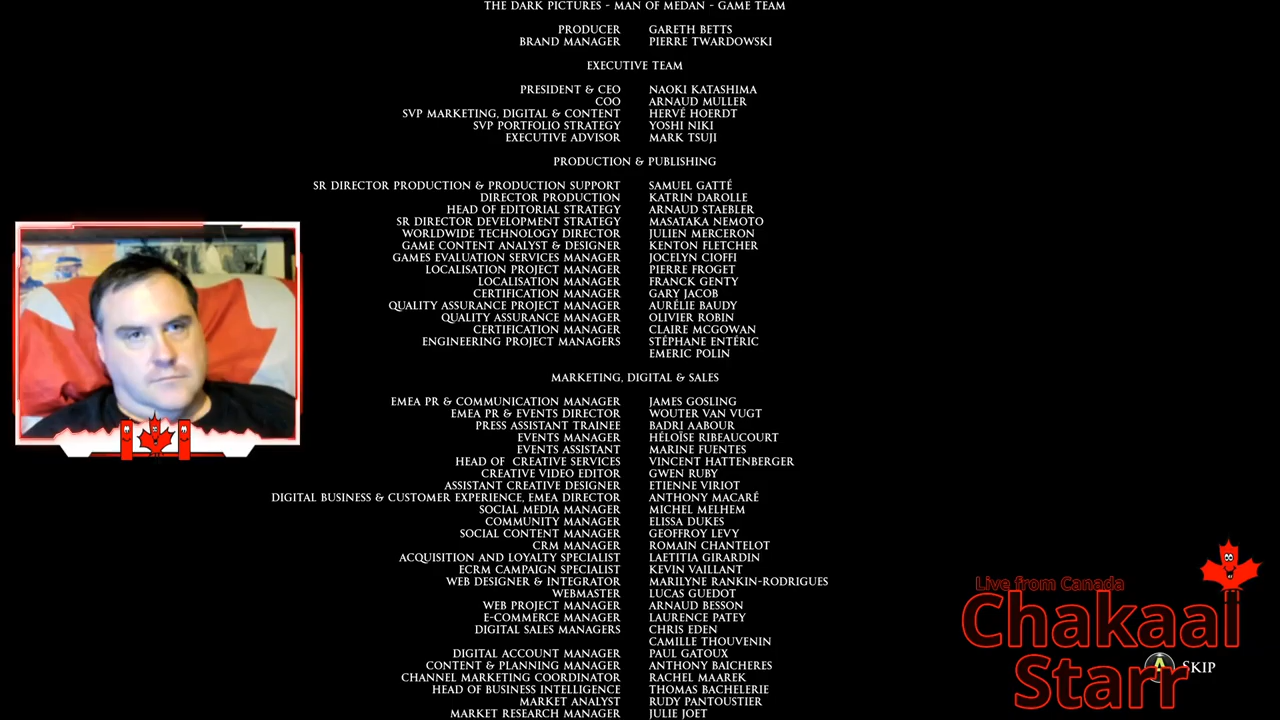 THE DARK PICTURES - MAN OF MEDAN - GAME TEAM
PRODUCER GARETH BETTS
BRAND MANAGER PIERRE TWARDOWSKI
EXECUTIVE TEAM
PRESIDENT & CEO NAOKI KATASHIMA
COO ARNAUD MULLER
SVP MARKETING, DIGITAL & CONTENT HERVÉ HOERDT
SVP PORTFOLIO STRATEGY YOSHI NIKI
EXECUTIVE ADVISOR MARK TSUJI
PRODUCTION & PUBLISHING
SR DIRECTOR PRODUCTION & PRODUCTION SUPPORT SAMUEL GATTÉ
DIRECTOR PRODUCTION KATRIN DAROLLE
HEAD OF EDITORIAL STRATEGY ARNAUD STAEBLER
SR DIRECTOR DEVELOPMENT STRATEGY MASATAKA NEMOTO
WORLDWIDE TECHNOLOGY DIRECTOR JULIEN MERCERON
GAME CONTENT ANALYST & DESIGNER KENTON FLETCHER
GAMES EVALUATION SERVICES MANAGER JOCELYN CIOFFI
LOCALISATION PROJECT MANAGER PIERRE FROGET
LOCALISATION MANAGER FRANCK GENTY
CERTIFICATION MANAGER GARY JACOB
QUALITY ASSURANCE PROJECT MANAGER AURÉLIE BAUDY
QUALITY ASSURANCE MANAGER OLIVIER ROBIN
CERTIFICATION MANAGER CLAIRE MCGOWAN
ENGINEERING PROJECT MANAGERS STÉPHANE ENTÉRIC
EMERIC POLIN
MARKETING, DIGITAL & SALES
EMEA PR & COMMUNICATION MANAGER JAMES GOSLING
EMEA PR & EVENTS DIRECTOR WOUTER VAN VUGT
PRESS ASSISTANT TRAINEE BADRI AABOUR
EVENTS MANAGER HÉLOÏSE RIBEAUCOURT
EVENTS ASSISTANT MARINE FUENTES
HEAD OF CREATIVE SERVICES VINCENT HATTENBERGER
CREATIVE VIDEO EDITOR GWEN RUBY
ASSISTANT CREATIVE DESIGNER ETIENNE VIRIOT
DIGITAL BUSINESS & CUSTOMER EXPERIENCE, EMEA DIRECTOR ANTHONY MACARÉ
SOCIAL MEDIA MANAGER MICHEL MELHEM
COMMUNITY MANAGER ELISSA DUKES
SOCIAL CONTENT MANAGER GEOFFROY LEVY
CRM MANAGER ROMAIN CHANTELOT
ACQUISITION AND LOYALTY SPECIALIST LAETITIA GIRARDIN
ECRM CAMPAIGN SPECIALIST KEVIN VAILLANT
WEB DESIGNER & INTEGRATOR MARILYNE RANKIN-RODRIGUES
WEBMASTER LUCAS GUEDOT
WEB PROJECT MANAGER ARNAUD BESSON
E-COMMERCE MANAGER LAURENCE PATEY
DIGITAL SALES MANAGERS CHRIS EDEN
CAMILLE THOUVENIN
DIGITAL ACCOUNT MANAGER PAUL GATOUX
CONTENT & PLANNING MANAGER ANTHONY BAICHERES
CHANNEL MARKETING COORDINATOR RACHEL MAAREK
HEAD OF BUSINESS INTELLIGENCE THOMAS BACHELERIE
MARKET ANALYST RUDY PANTOUSTIER
MARKET RESEARCH MANAGER JULIE JOET
Live from Canada
Chakaal
Starr
A SKIP